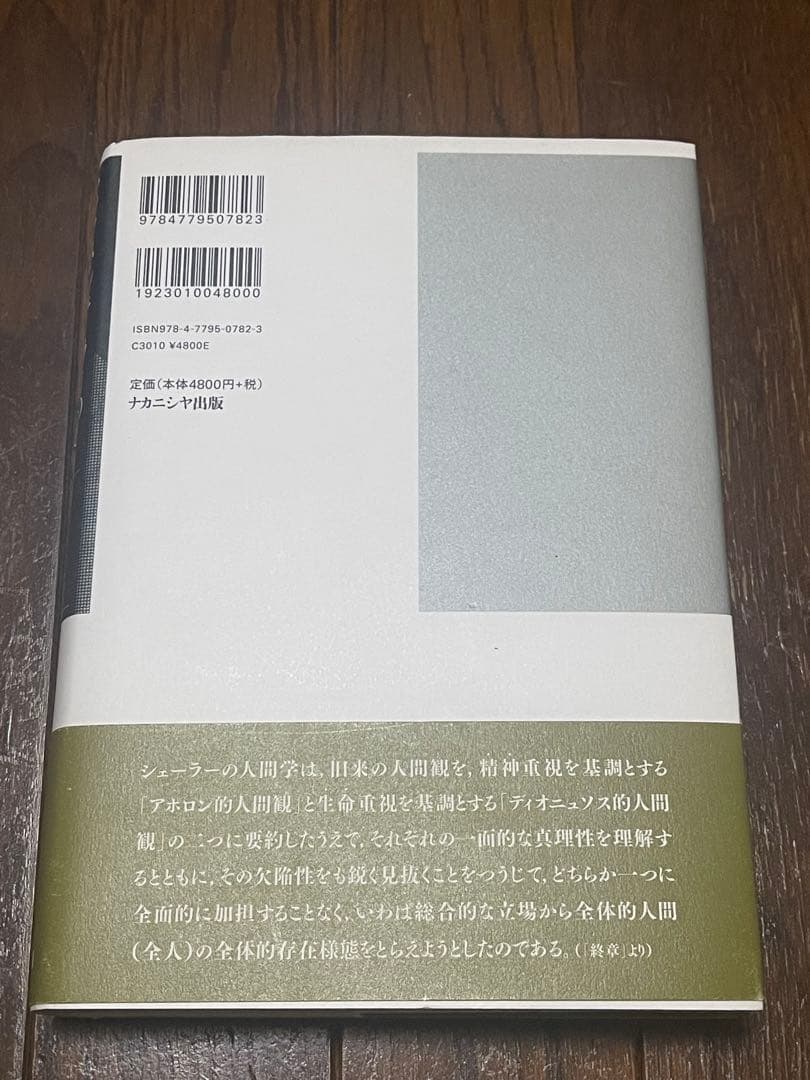 9784779507823
1923010048000
ISBN978-4-7795-0782-3
C3010 ¥4800E
定価(本体4800円+税)
ナカニシヤ出版
シェーラーの人間学は，旧来の人間観を，精神重視を基調とする
「アポロン的人間観」と生命重視を基調とする「ディオニュソス的人間
観」の二つに要約したうえで，それぞれの一面的な真理性を理解す
るとともに，その欠陥性をも鋭く見抜くことをつうじて，どちらか一つに
全面的に加担することなく，いわば総合的な立場から全体的人間
（全人）の全体的存在様態をとらえようとしたのである。（「終章」より）